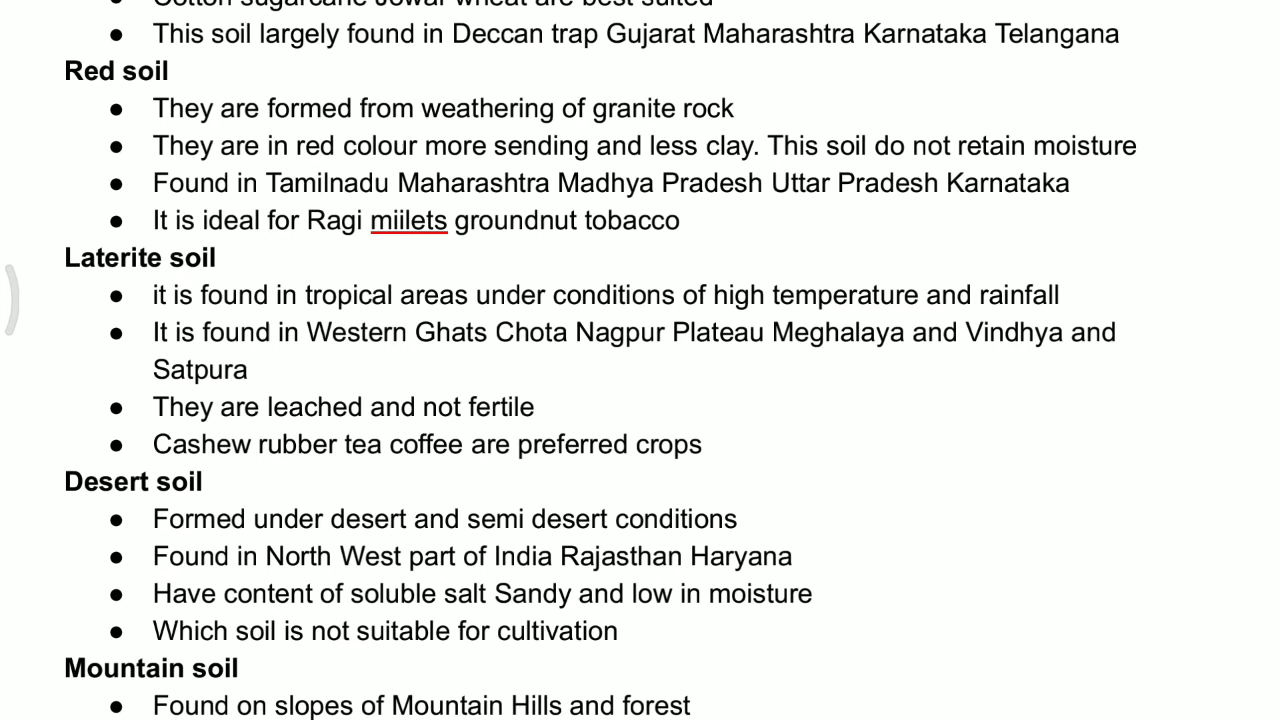 Cotton sugarcane Jowar wheat are best suited
● This soil largely found in Deccan trap Gujarat Maharashtra Karnataka Telangana
Red soil
● They are formed from weathering of granite rock
● They are in red colour more sending and less clay. This soil do not retain moisture
● Found in Tamilnadu Maharashtra Madhya Pradesh Uttar Pradesh Karnataka
● It is ideal for Ragi miilets groundnut tobacco
Laterite soil
● it is found in tropical areas under conditions of high temperature and rainfall
● It is found in Western Ghats Chota Nagpur Plateau Meghalaya and Vindhya and
Satpura
● They are leached and not fertile
● Cashew rubber tea coffee are preferred crops
Desert soil
● Formed under desert and semi desert conditions
● Found in North West part of India Rajasthan Haryana
● Have content of soluble salt Sandy and low in moisture
● Which soil is not suitable for cultivation
Mountain soil
● Found on slopes of Mountain Hills and forest